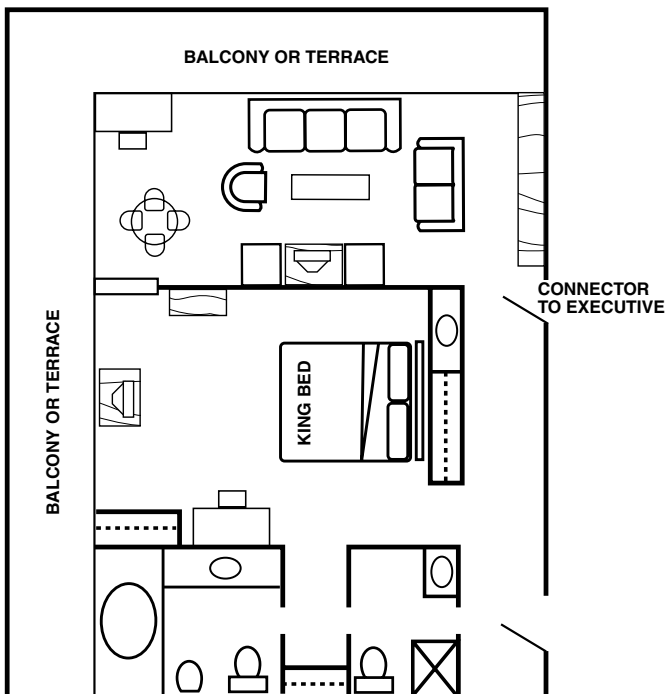 BALCONY OR TERRACE
CONNECTOR
TO EXECUTIVE
BALCONY OR TERRACE
KING BED